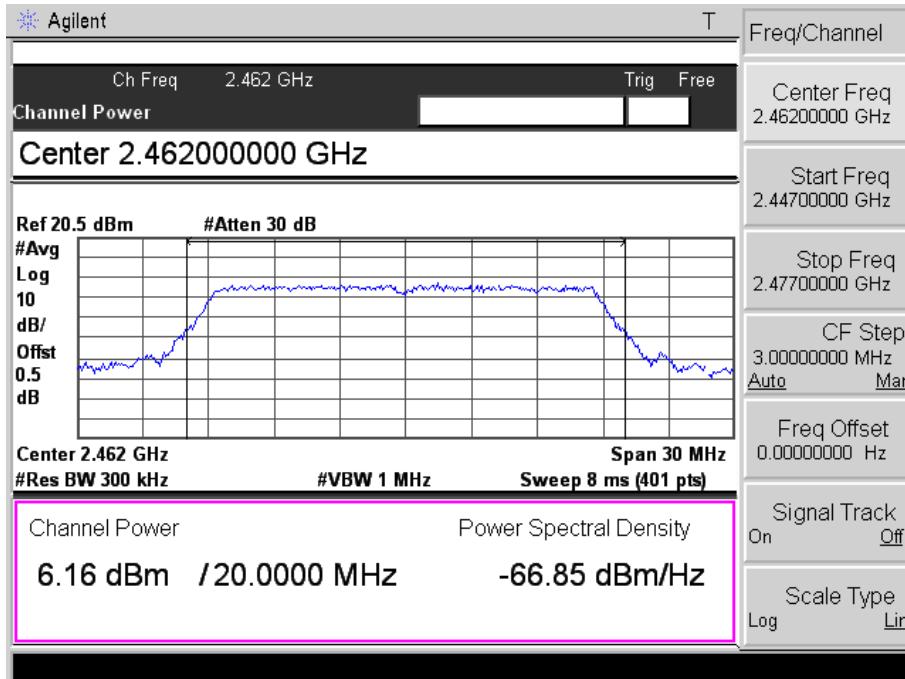 Agilent T
Freq/Channel
Ch Freq 2.462 GHz Trig Free
Channel Power
Center 2.462000000 GHz
Ref 20.5 dBm #Atten 30 dB
#Avg
Log
10
dB/
Offst
0.5
dB
Center 2.462 GHz Span 30 MHz
#Res BW 300 kHz #VBW 1 MHz Sweep 8 ms (401 pts)
Channel Power Power Spectral Density
6.16 dBm / 20.0000 MHz -66.85 dBm/Hz
Center Freq
2.46200000 GHz
Start Freq
2.44700000 GHz
Stop Freq
2.47700000 GHz
CF Step
3.00000000 MHz
Auto Man
Freq Offset
0.00000000 Hz
Signal Track
On Off
Scale Type
Log Lin